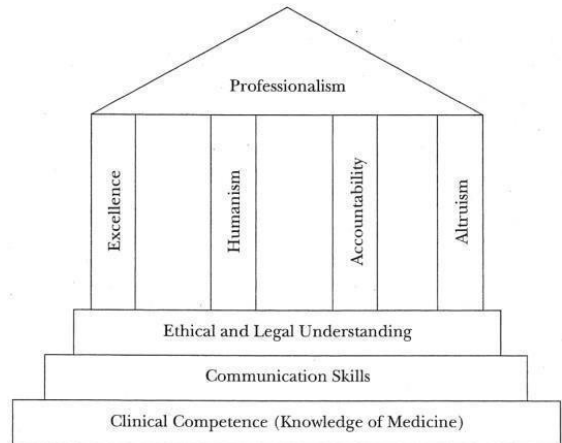 Professionalism
Excellence
Humanism
Accountability
Altruism
Ethical and Legal Understanding
Communication Skills
Clinical Competence (Knowledge of Medicine)